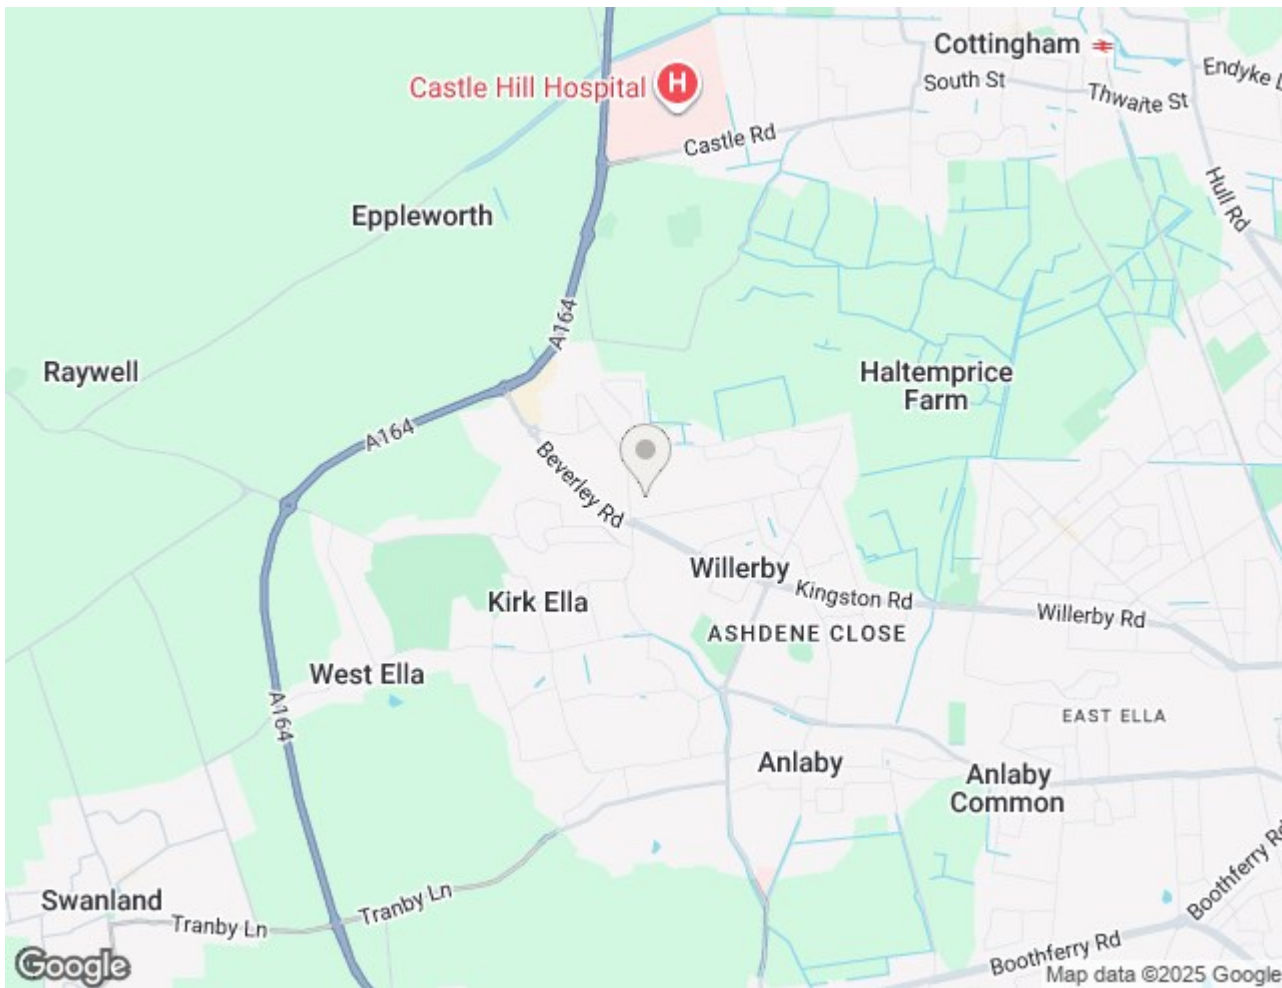 Cottingham
Castle Hill Hospital
H
South St
Thwaite St
Endyke
Castle Rd
Hull Rd
Eppleworth
A164
Raywell
Haltemprice
Farm
A164
Beverley Rd
Willerby
Kingston Rd
Willerby Rd
Kirk Ella
ASHDENE CLOSE
West Ella
A164
EAST ELLA
Anlaby
Anlaby
Common
Boothferry Rd
Swanland
Tranby Ln
Tranby Ln
Boothferry Rd
Google
Map data ©2025 Google